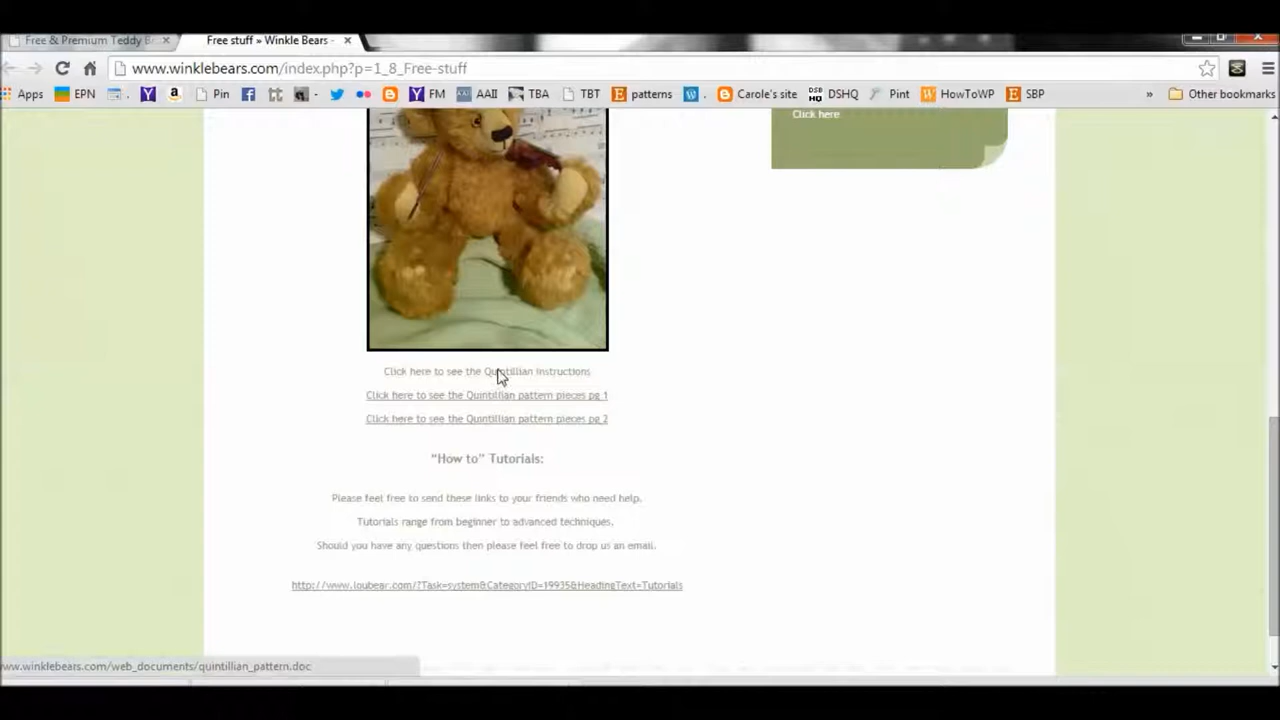 Free & Premium Teddy B
Free stuff » Winkle Bears -
www.winklebears.com/index.php?p=1_8_Free-stuff
Apps EPN Pin FM AAII TBA TBT patterns Carole's site DSHQ Pint HowToWP SBP » Other bookmarks
Click here
Click here to see the Quintillian instructions
Click here to see the Quintillian pattern pieces pg 1
Click here to see the Quintillian pattern pieces pg 2
“How to” Tutorials:
Please feel free to send these links to your friends who need help.
Tutorials range from beginner to advanced techniques.
Should you have any questions then please feel free to drop us an email.
http://www.loubear.com/?Task=system&CategoryID=19935&HeadingText=Tutorials
www.winklebears.com/web_documents/quintillian_pattern.doc